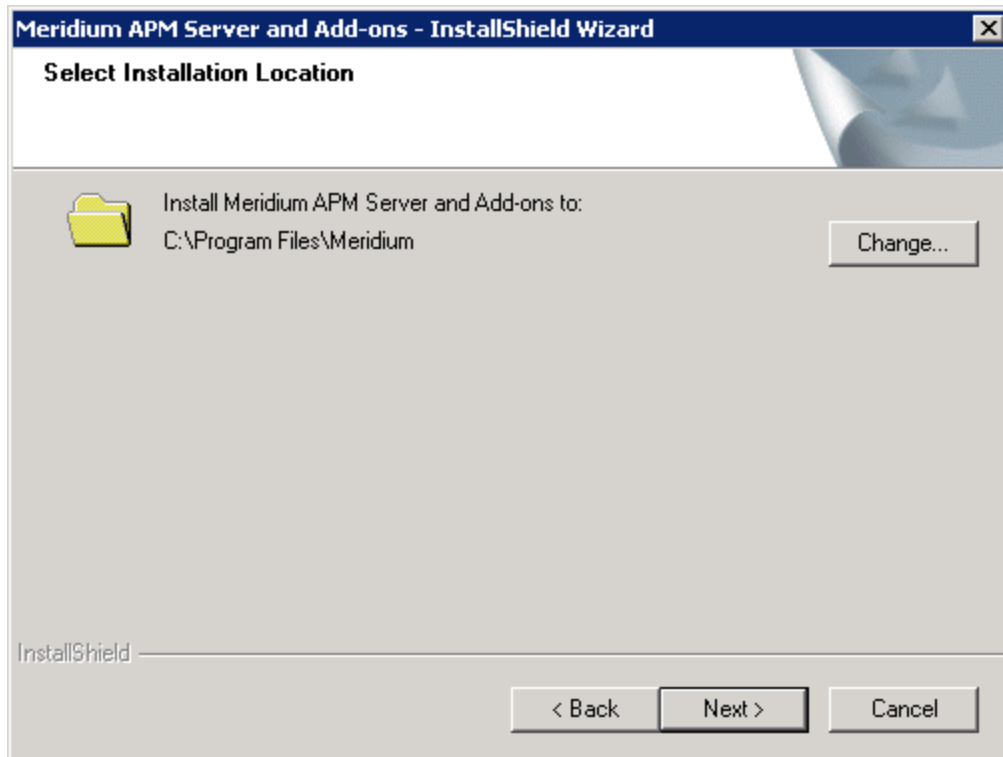 Meridium APM Server and Add-ons - InstallShield Wizard
Select Installation Location
Install Meridium APM Server and Add-ons to:
C:\Program Files\Meridium
Change...
InstallShield
< Back
Next >
Cancel